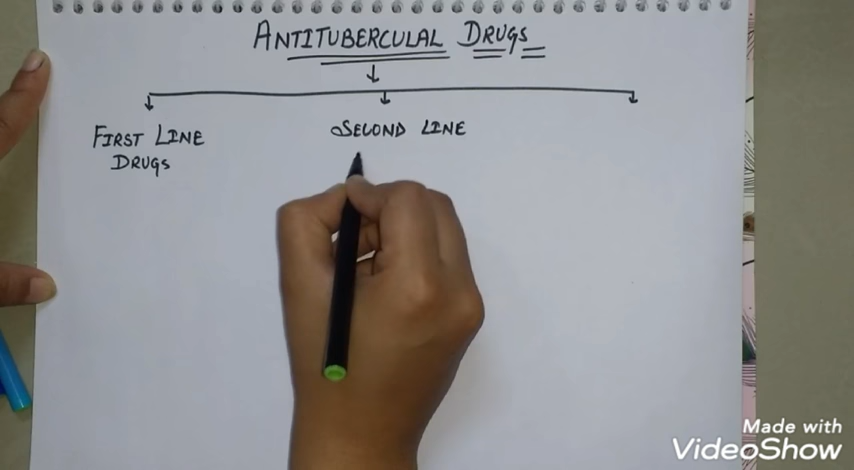 ANTITUBERCULAL DRUGS
FIRST LINE
DRUGS
SECOND LINE
Made with
VideoShow